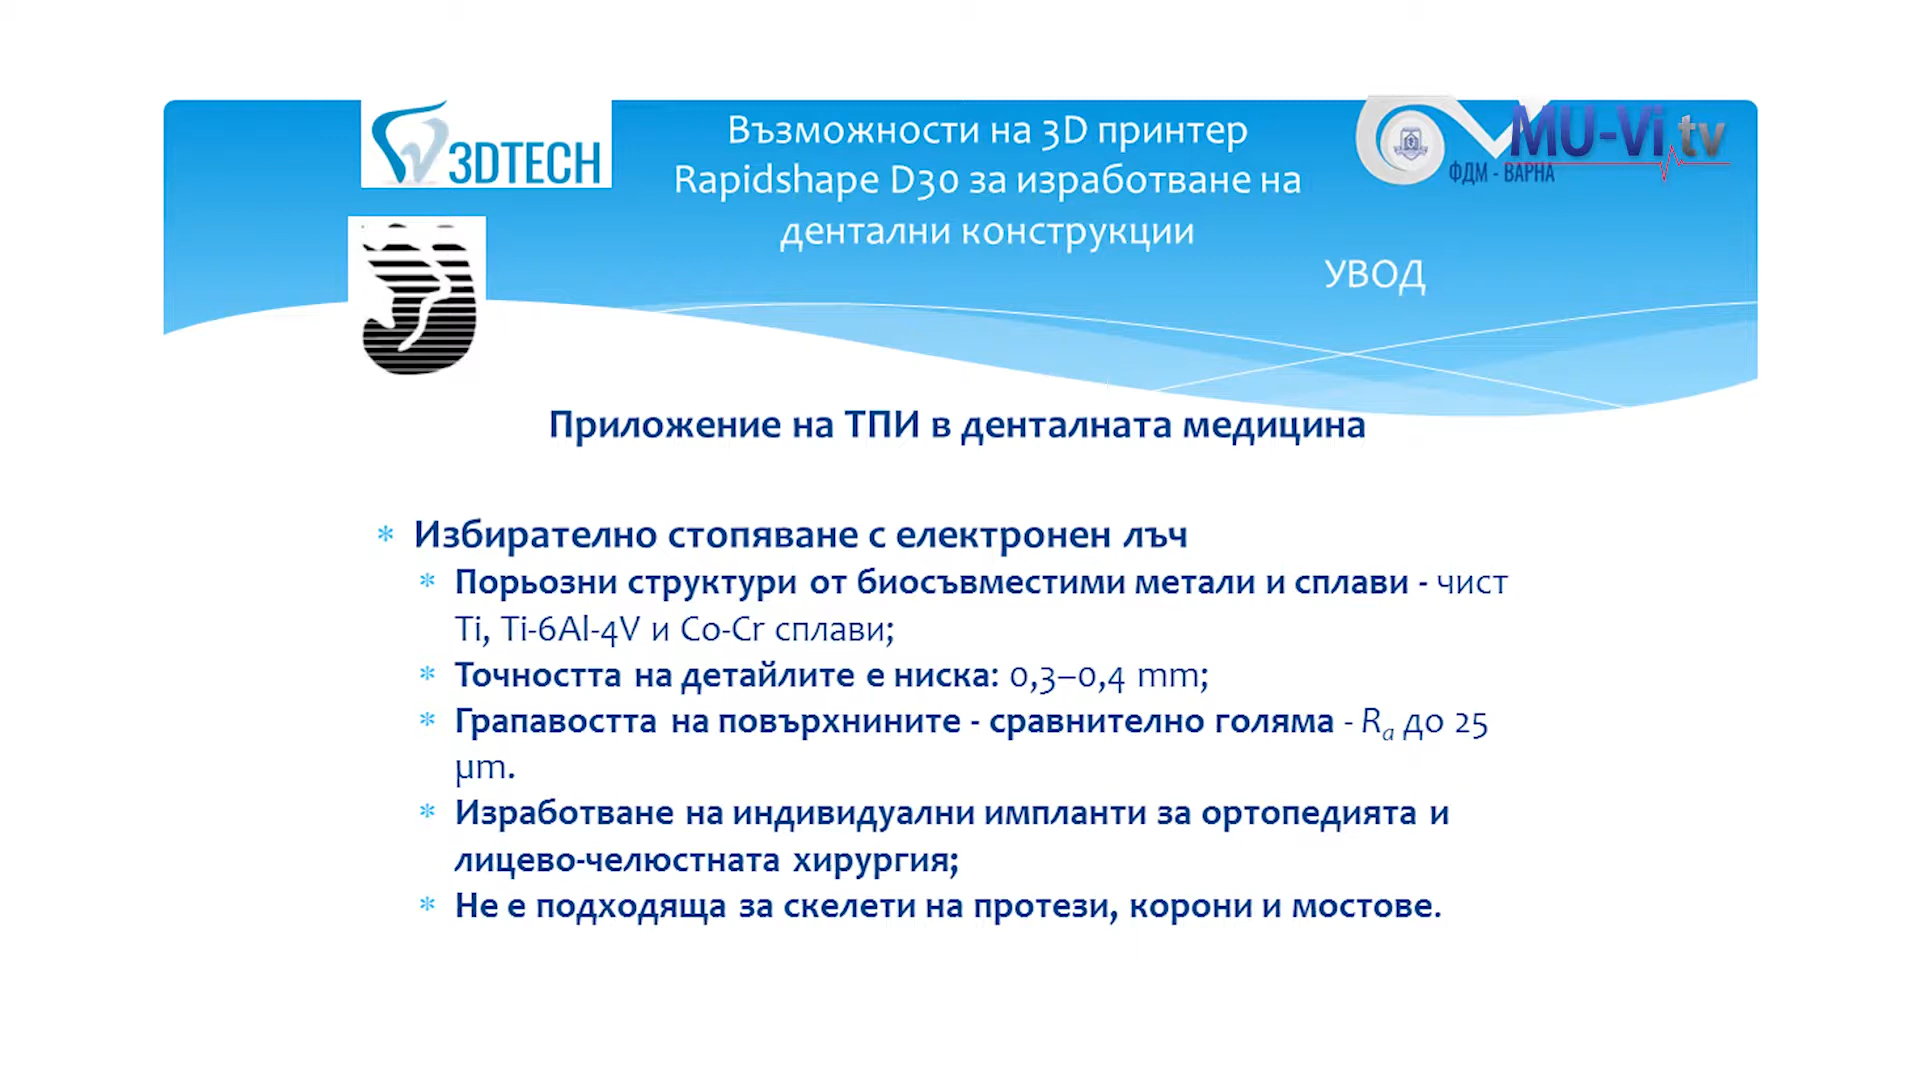 3DTECH
Възможности на 3D принтер
Rapidshape D30 за изработване на
дентални конструкции
MU-Vi.tv
ФДМ - ВАРНА
УВОД
Приложение на ТПИ в денталната медицина
* Избирателно стопяване с електронен лъч
* Порьозни структури от биосъвместими метали и сплави - чист
Ti, Ti-6Al-4V и Co-Cr сплави;
* Точността на детайлите е ниска: 0,3–0,4 mm;
* Грапавостта на повърхнините - сравнително голяма - Ra до 25
µm.
* Изработване на индивидуални импланти за ортопедията и
лицево-челюстната хирургия;
* Не е подходяща за скелети на протези, корони и мостове.